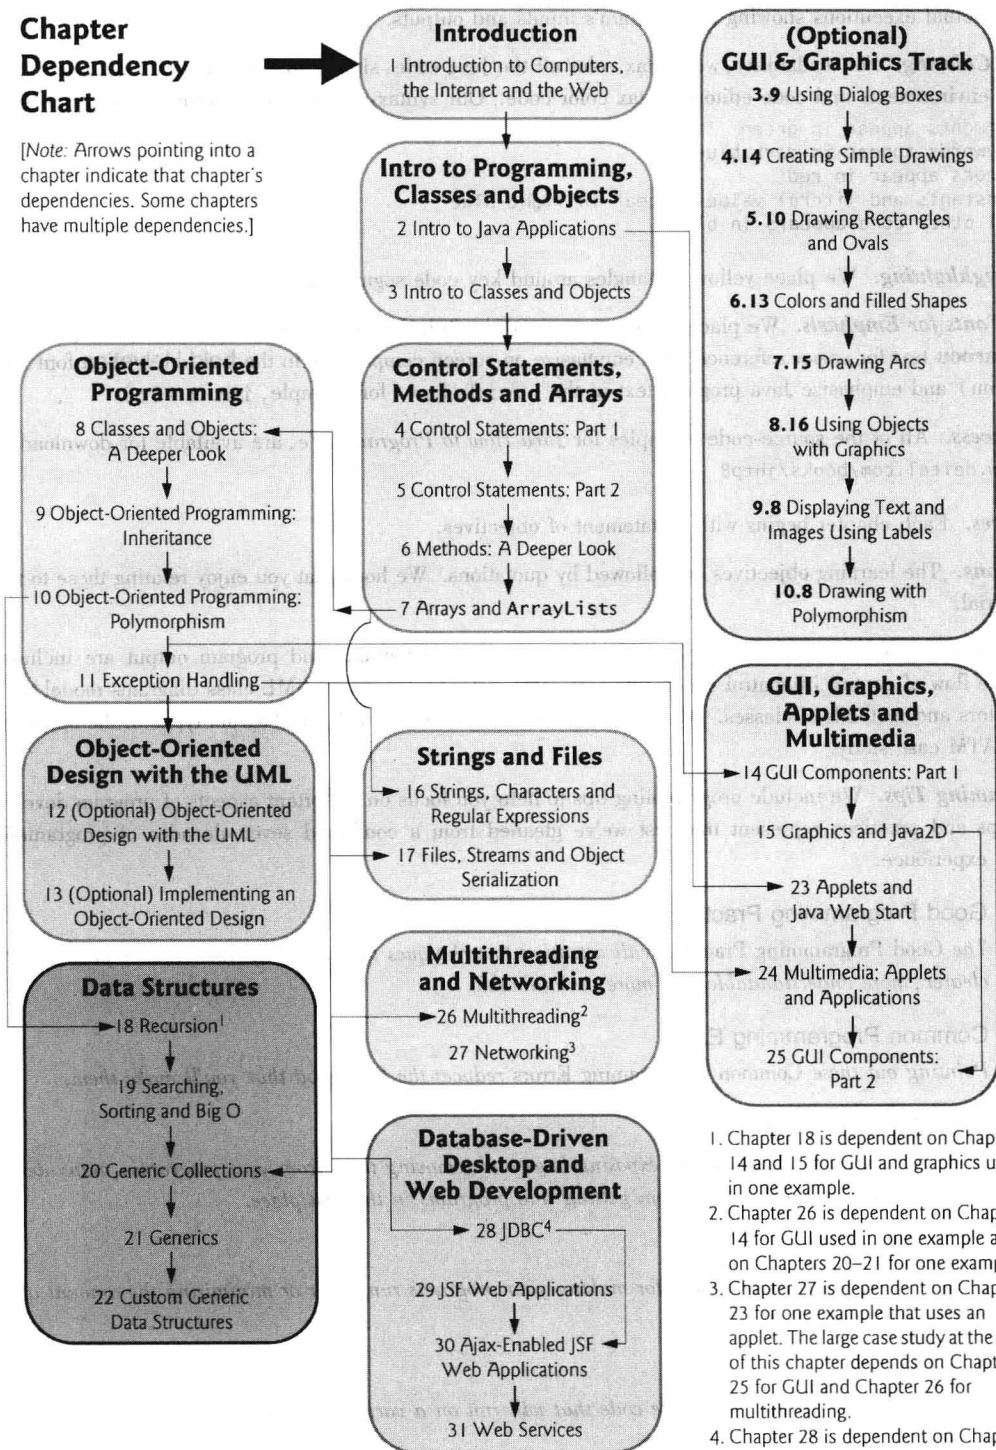 Chapter
Dependency
Chart
[Note: Arrows pointing into a
chapter indicate that chapter's
dependencies. Some chapters
have multiple dependencies.]
Introduction
1 Introduction to Computers,
the Internet and the Web
Intro to Programming,
Classes and Objects
2 Intro to Java Applications
3 Intro to Classes and Objects
Control Statements,
Methods and Arrays
4 Control Statements: Part 1
5 Control Statements: Part 2
6 Methods: A Deeper Look
7 Arrays and ArrayLists
Object-Oriented
Programming
8 Classes and Objects:
A Deeper Look
9 Object-Oriented Programming:
Inheritance
10 Object-Oriented Programming:
Polymorphism
11 Exception Handling
Object-Oriented
Design with the UML
12 (Optional) Object-Oriented
Design with the UML
13 (Optional) Implementing an
Object-Oriented Design
Data Structures
18 Recursion1
19 Searching,
Sorting and Big O
20 Generic Collections
21 Generics
22 Custom Generic
Data Structures
Strings and Files
16 Strings, Characters and
Regular Expressions
17 Files, Streams and Object
Serialization
Multithreading
and Networking
26 Multithreading2
27 Networking3
Database-Driven
Desktop and
Web Development
28 JDBC4
29 JSF Web Applications
30 Ajax-Enabled JSF
Web Applications
31 Web Services
(Optional)
GUI & Graphics Track
3.9 Using Dialog Boxes
4.14 Creating Simple Drawings
5.10 Drawing Rectangles
and Ovals
6.13 Colors and Filled Shapes
7.15 Drawing Arcs
8.16 Using Objects
with Graphics
9.8 Displaying Text and
Images Using Labels
10.8 Drawing with
Polymorphism
GUI, Graphics,
Applets and
Multimedia
14 GUI Components: Part 1
15 Graphics and Java2D
23 Applets and
Java Web Start
24 Multimedia: Applets
and Applications
25 GUI Components:
Part 2
1. Chapter 18 is dependent on Chapt
14 and 15 for GUI and graphics u
in one example.
2. Chapter 26 is dependent on Chap
14 for GUI used in one example a
on Chapters 20–21 for one examp
3. Chapter 27 is dependent on Chap
23 for one example that uses an
applet. The large case study at the
of this chapter depends on Chapt
25 for GUI and Chapter 26 for
multithreading.
4. Chapter 28 is dependent on Chap